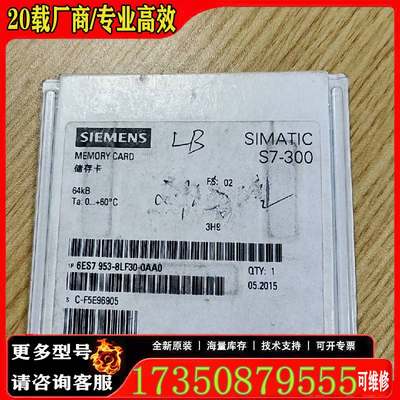 20载厂商/专业高效
SIEMENS
LB
SIMATIC
S7-300
MEMORY CARD
储存卡
64kB
Ta: 0...+60°C
FS: 02
3H8
1P 6ES7 953-8LF30-0AA0
QTY: 1
05.2015
S C-F5E96905
更多型号
请咨询客服
全新原装 | 海量库存 | 技术支持 | 可开专票
17350879555
可维修